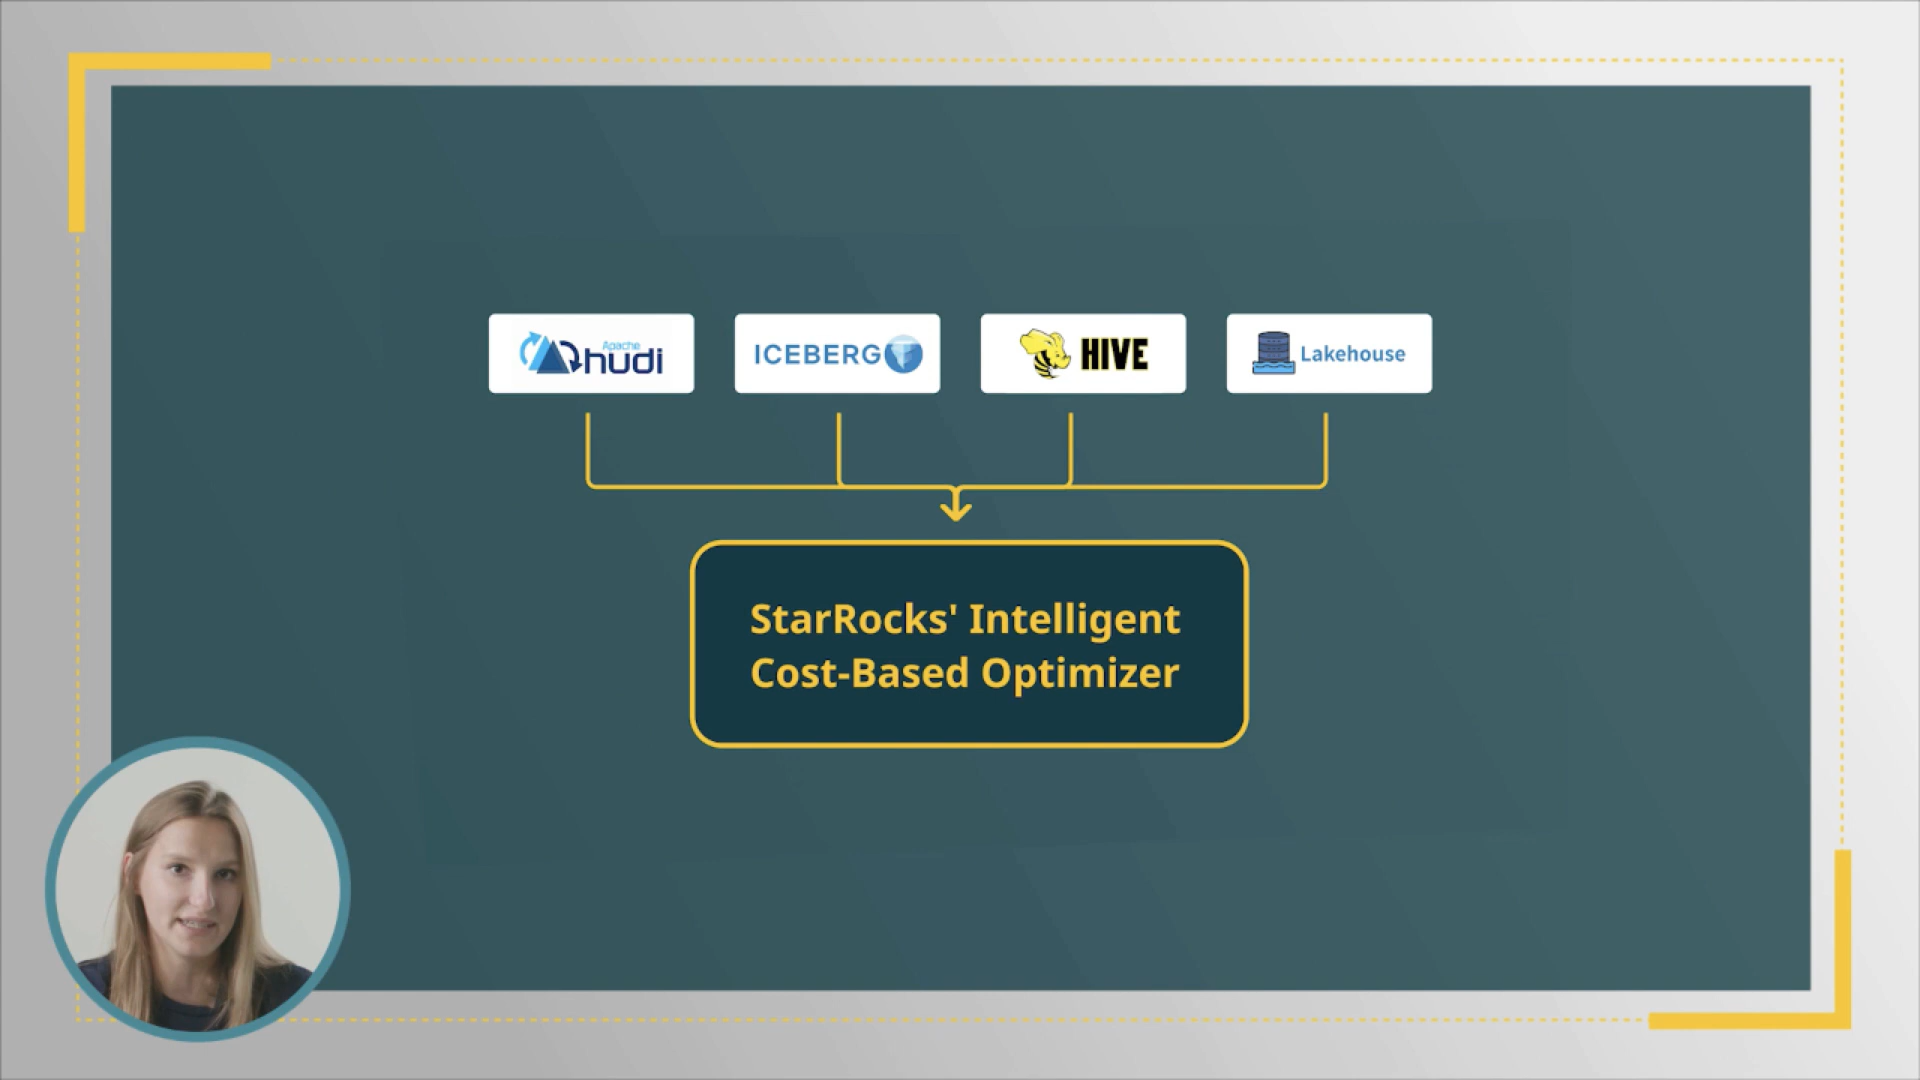 Apache
hudi
ICEBERG
HIVE
Lakehouse
StarRocks' Intelligent
Cost-Based Optimizer